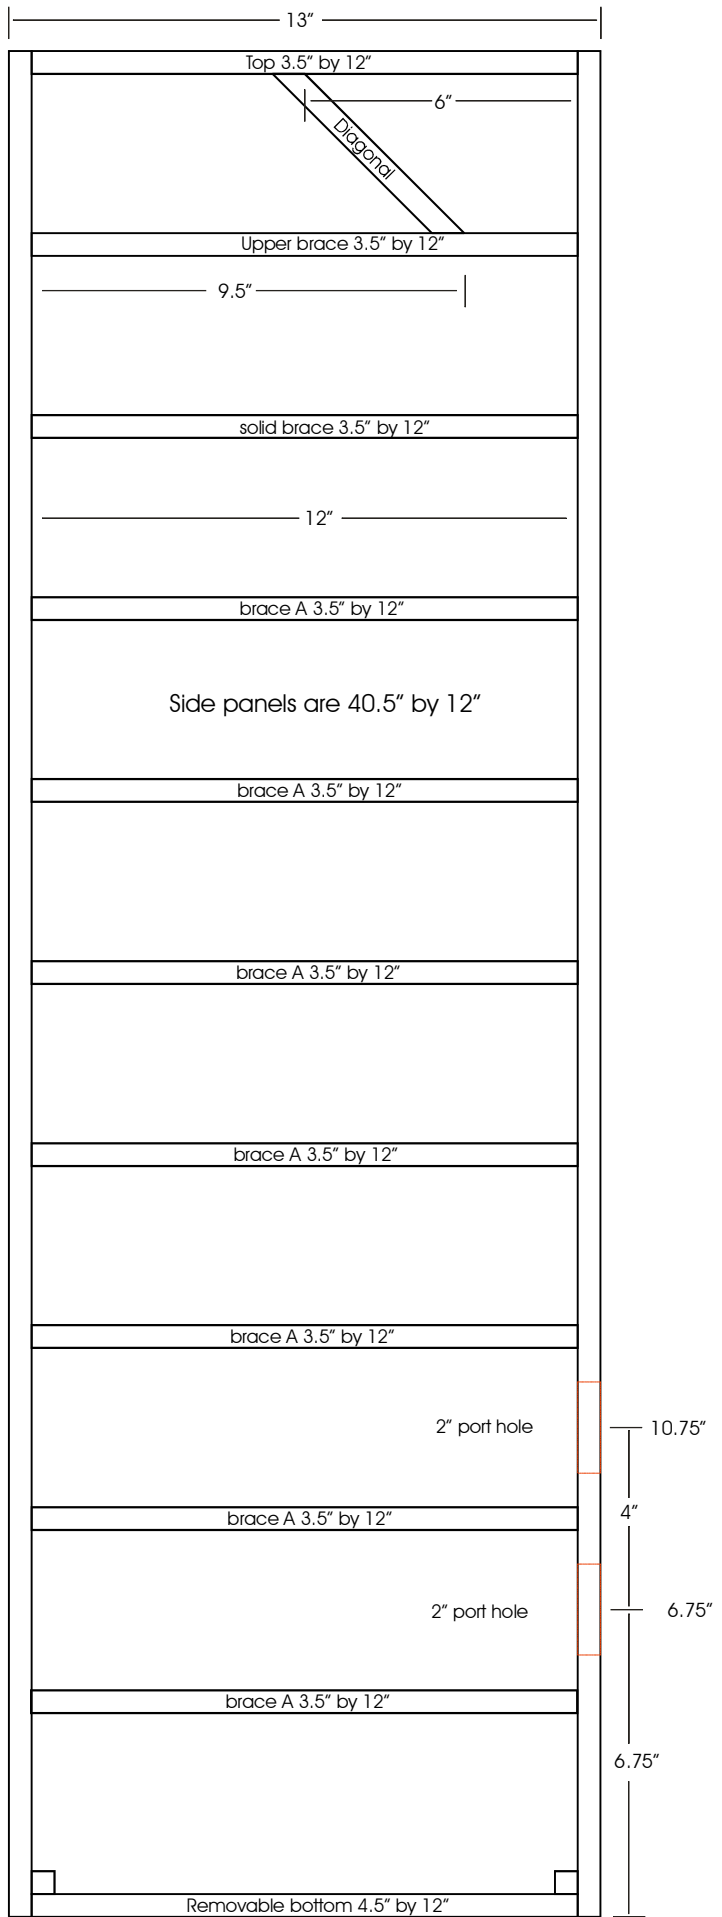 13"
Top 3.5" by 12"
6"
Diagonal
Upper brace 3.5" by 12"
9.5"
solid brace 3.5" by 12"
12"
brace A 3.5" by 12"
Side panels are 40.5" by 12"
brace A 3.5" by 12"
brace A 3.5" by 12"
brace A 3.5" by 12"
brace A 3.5" by 12"
2" port hole
10.75"
4"
brace A 3.5" by 12"
2" port hole
6.75"
brace A 3.5" by 12"
6.75"
Removable bottom 4.5" by 12"